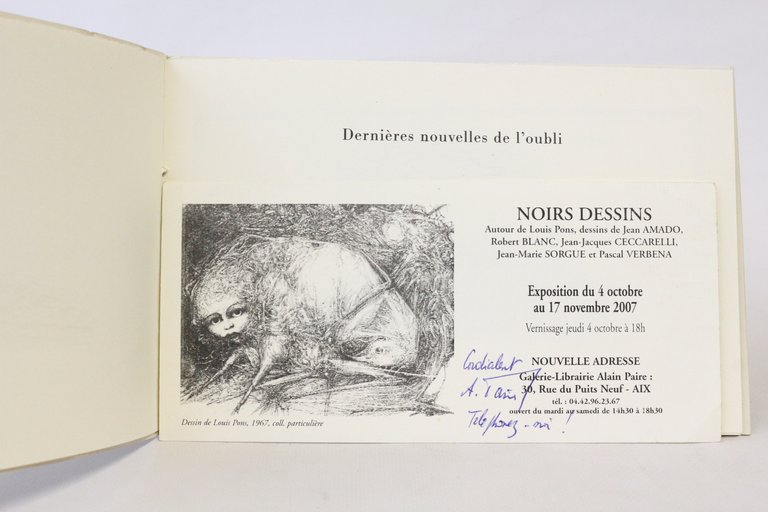 Dernières nouvelles de l'oubli
NOIRS DESSINS
Autour de Louis Pons, dessins de Jean AMADO,
Robert BLANC, Jean-Jacques CECCARELLI,
Jean-Marie SORGUE et Pascal VERBENA
Exposition du 4 octobre
au 17 novembre 2007
Vernissage jeudi 4 octobre à 18h
NOUVELLE ADRESSE
Galerie-Librairie Alain Paire :
30, Rue du Puits Neuf - AIX
tél. : 04.42.96.23.67
ouvert du mardi au samedi de 14h30 à 18h30
Dessin de Louis Pons, 1967, coll. particulière
A.
Téléphonez-moi !